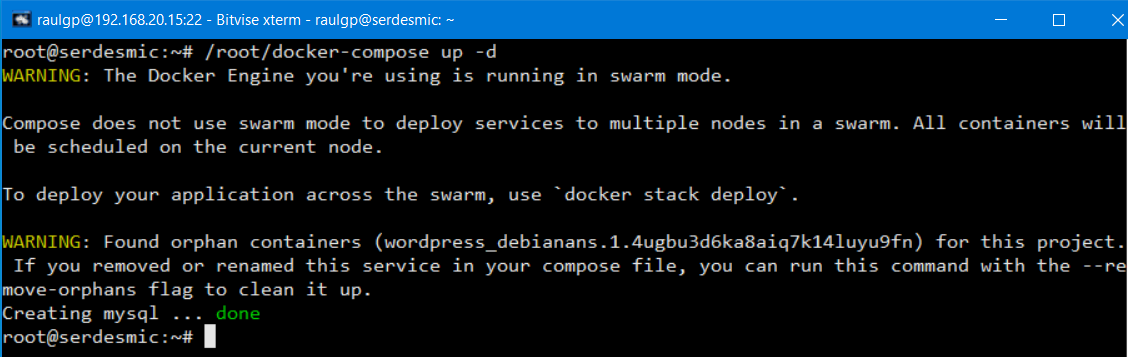 raulgp@192.168.20.15:22 - Bitvise xterm - raulgp@serdesmic: ~
root@serdesmic:~# /root/docker-compose up -d
WARNING: The Docker Engine you're using is running in swarm mode.
Compose does not use swarm mode to deploy services to multiple nodes in a swarm. All containers will
 be scheduled on the current node.
To deploy your application across the swarm, use `docker stack deploy`.
WARNING: Found orphan containers (wordpress_debianans.1.4ugbu3d6ka8aiq7k14luyu9fn) for this project.
 If you removed or renamed this service in your compose file, you can run this command with the --re
move-orphans flag to clean it up.
Creating mysql ... done
root@serdesmic:~#